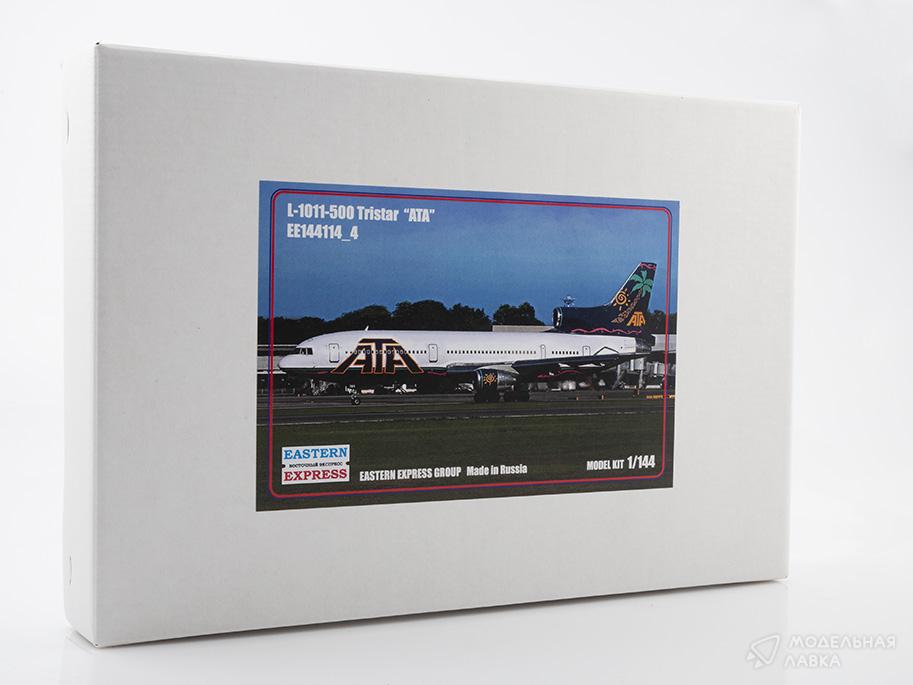 L-1011-500 Tristar "ATA"
EE144114_4
ATA
ATA
EASTERN
ВОСТОЧНЫЙ ЭКСПРЕСС
EXPRESS
EASTERN EXPRESS GROUP Made in Russia
MODEL KIT 1/144
МОДЕЛЬНАЯ
ЛАВКА